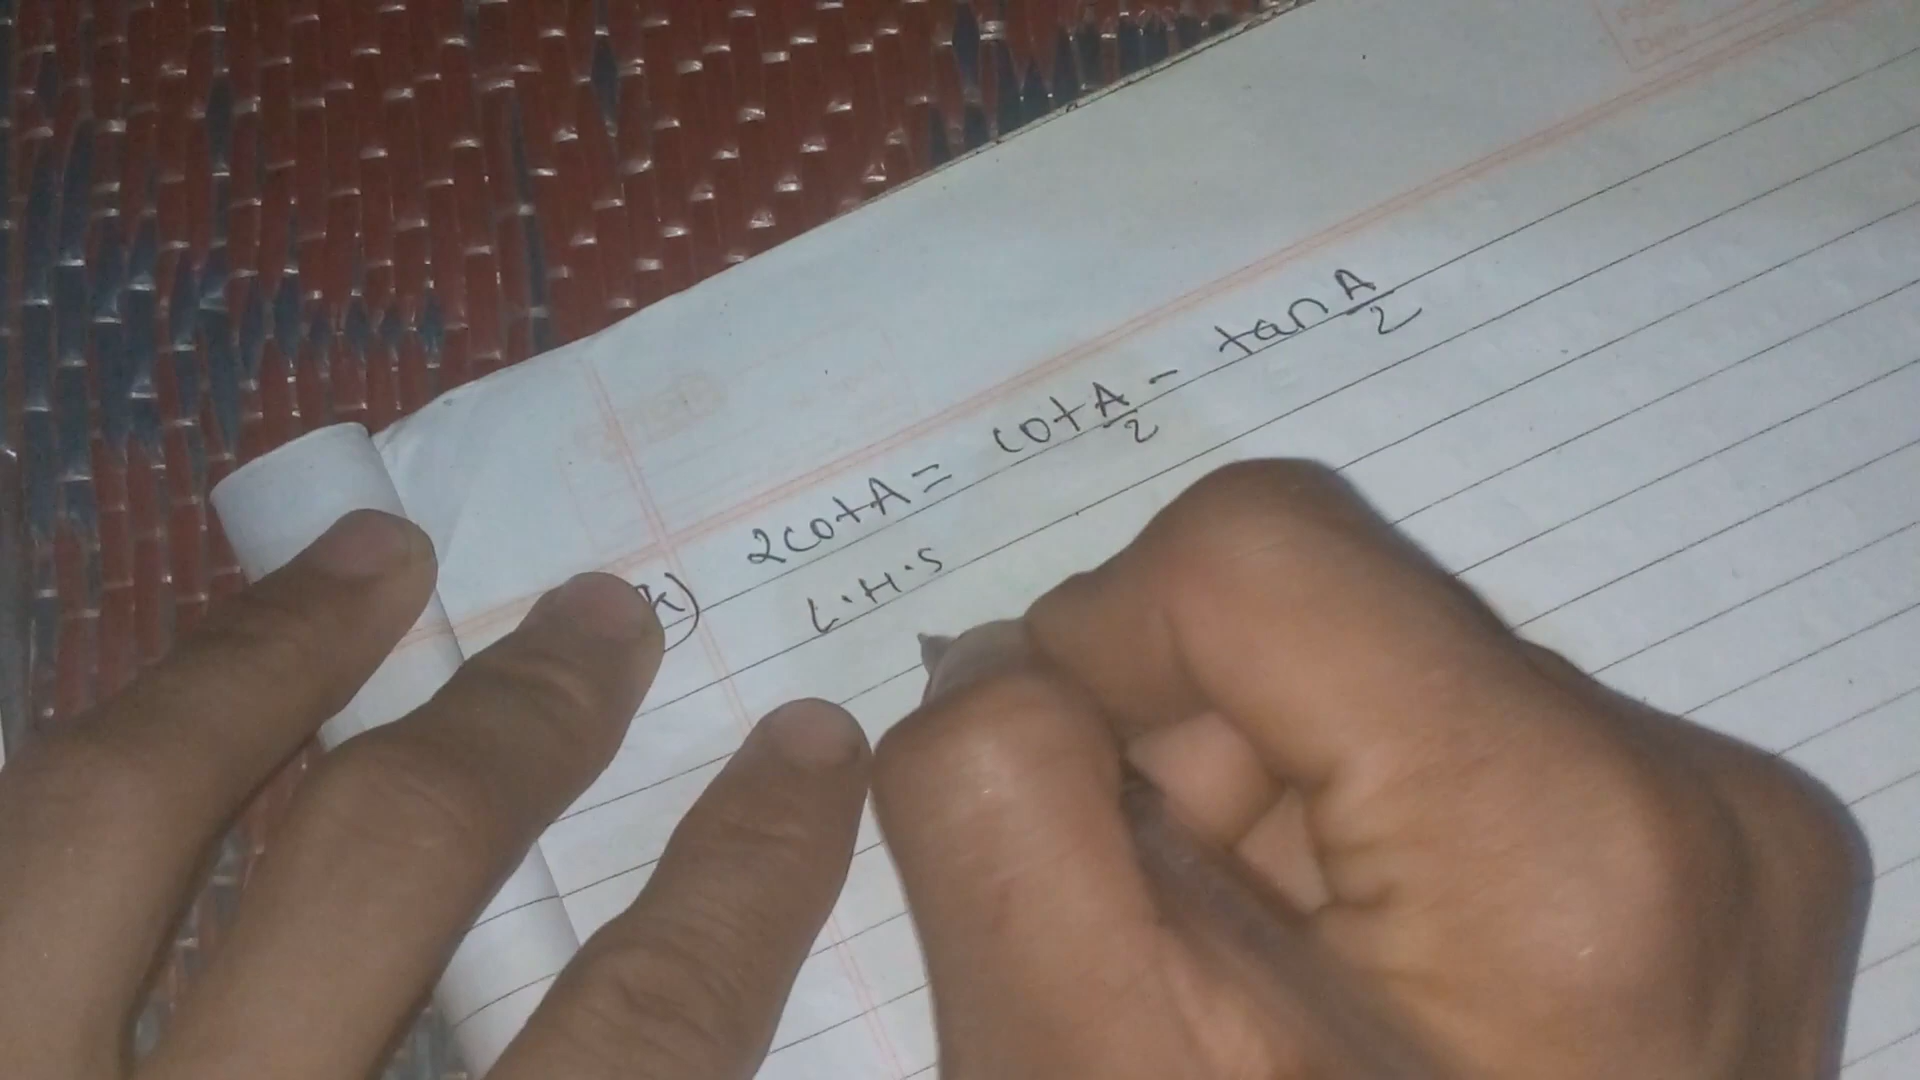 k) 2cotA = cot A/2 - tan A/2
L.H.S